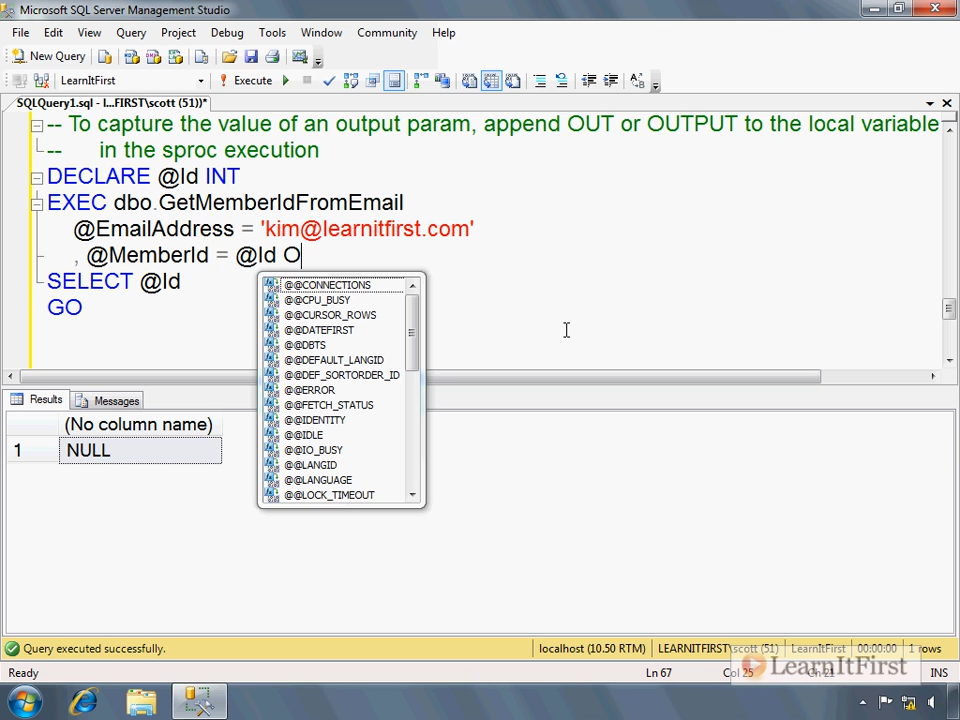 Microsoft SQL Server Management Studio
File Edit View Query Project Debug Tools Window Community Help
New Query
LearnItFirst Execute
SQLQuery1.sql - l...FIRST\scott (51))*
-- To capture the value of an output param, append OUT or OUTPUT to the local variable
-- in the sproc execution
DECLARE @Id INT
EXEC dbo.GetMemberIdFromEmail
@EmailAddress = 'kim@learnitfirst.com'
, @MemberId = @Id O
SELECT @Id
GO
@@CONNECTIONS
@@CPU_BUSY
@@CURSOR_ROWS
@@DATEFIRST
@@DBTS
@@DEFAULT_LANGID
@@DEF_SORTORDER_ID
@@ERROR
@@FETCH_STATUS
@@IDENTITY
@@IDLE
@@IO_BUSY
@@LANGID
@@LANGUAGE
@@LOCK_TIMEOUT
Results Messages
(No column name)
1 NULL
Query executed successfully.
localhost (10.50 RTM) LEARNITFIRST\scott (51) LearnItFirst 00:00:00 1 rows
Ready Ln 67 Col 25 Ch 21 INS
LearnItFirst